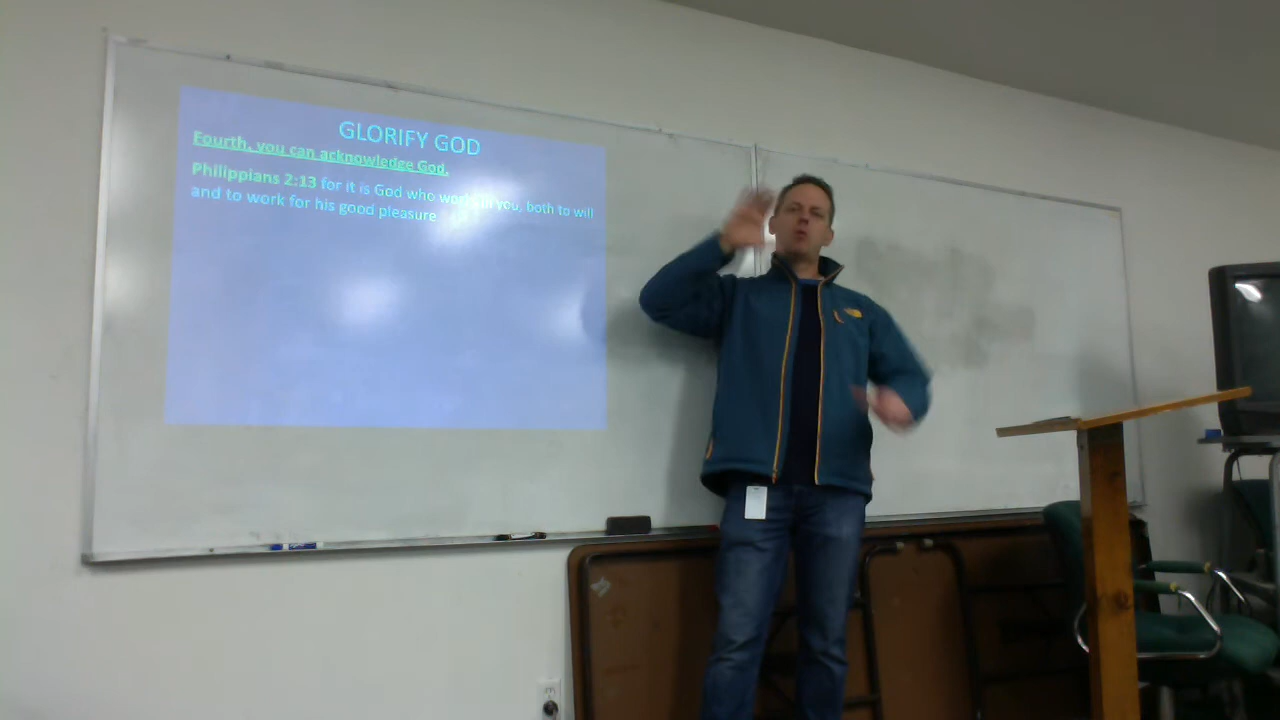 GLORIFY GOD
Fourth, you can acknowledge God.
Philippians 2:13 for it is God who works in you, both to will
and to work for his good pleasure